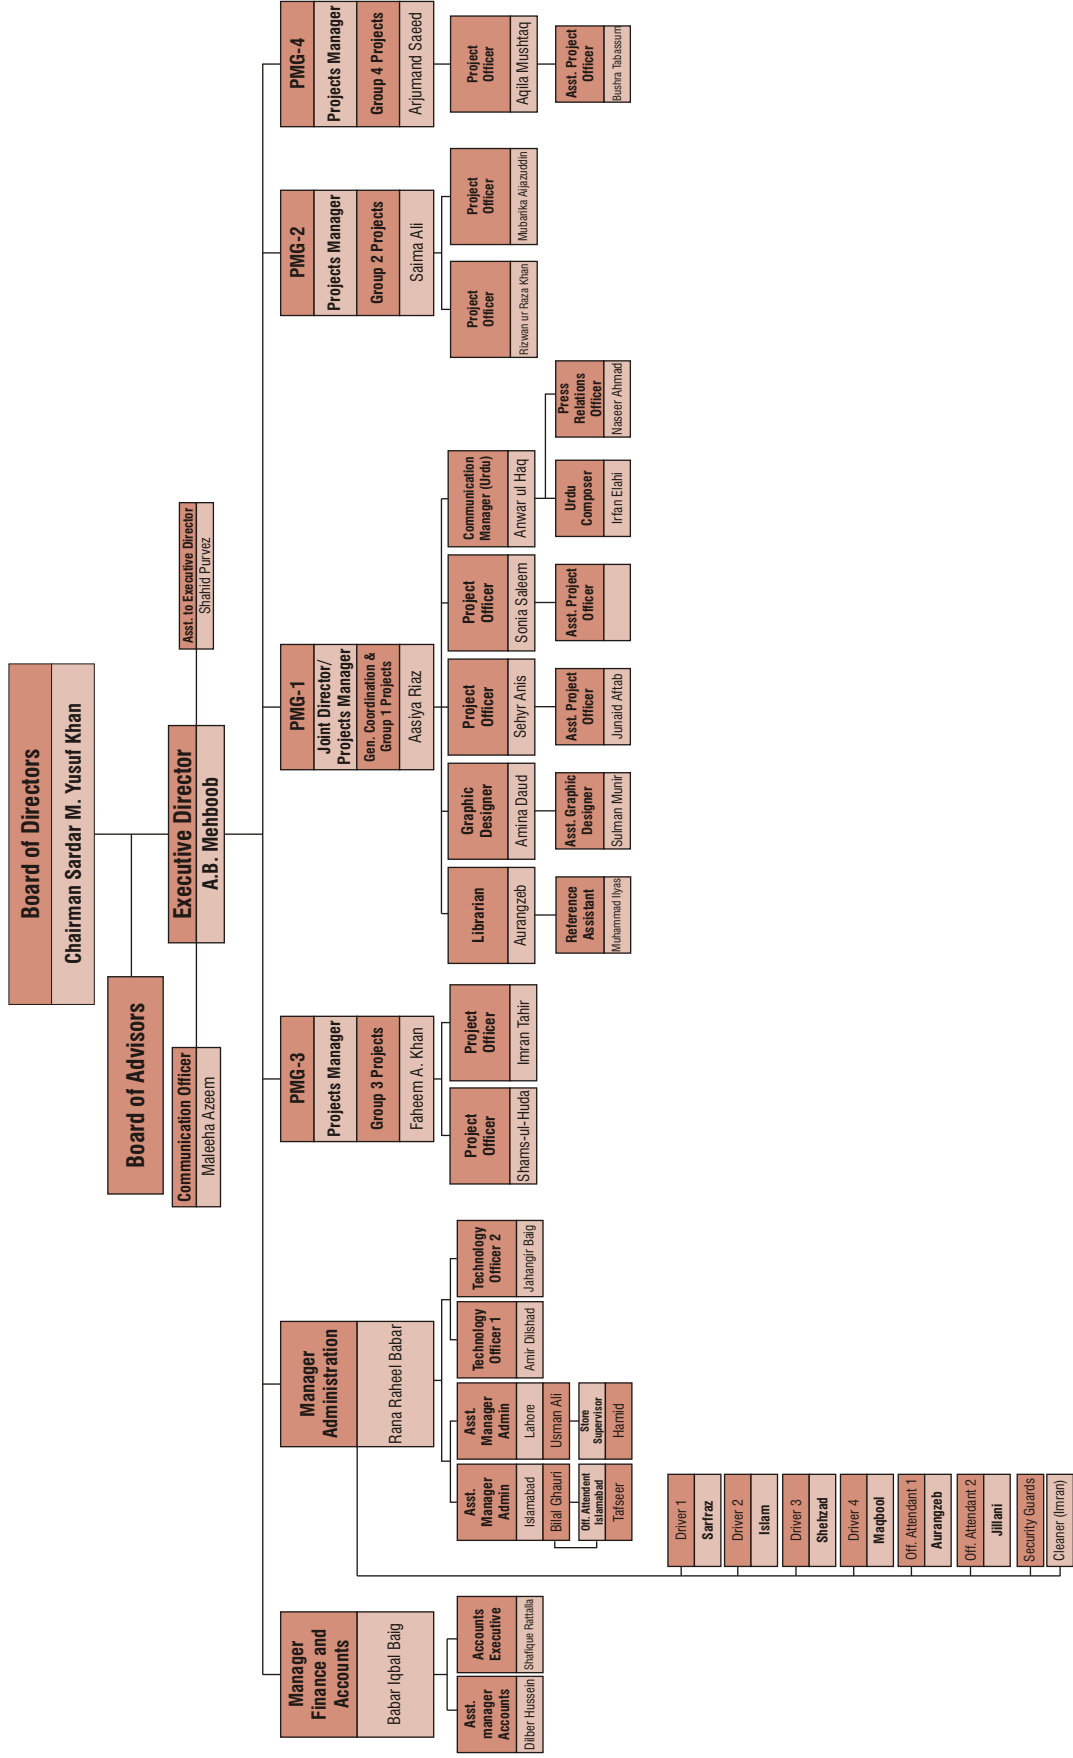 Board of Directors
Chairman Sardar M. Yusuf Khan
Board of Advisors
Communication Officer
Maleeha Azeem
Executive Director
A.B. Mehboob
Asst. to Executive Director
Shahid Purvez
Manager
Finance and
Accounts
Babar Iqbal Baig
Asst.
manager
Accounts
Dilber Hussein
Accounts
Executive
Shafique Rattalla
Manager
Administration
Rana Raheel Babar
Asst.
Manager
Admin
Islamabad
Bilal Ghauri
Off. Attendent
Islamabad
Tafseer
Asst.
Manager
Admin
Lahore
Usman Ali
Store
Supervisor
Hamid
Technology
Officer 1
Amir Dilshad
Technology
Officer 2
Jahangir Baig
Driver 1
Sarfraz
Driver 2
Islam
Driver 3
Shehzad
Driver 4
Maqbool
Off. Attendant 1
Aurangzeb
Off. Attendant 2
Jillani
Security Guards
Cleaner (Imran)
PMG-3
Projects Manager
Group 3 Projects
Faheem A. Khan
Project
Officer
Shams-ul-Huda
Project
Officer
Imran Tahir
PMG-1
Joint Director/
Projects Manager
Gen. Coordination &
Group 1 Projects
Aasiya Riaz
Librarian
Aurangzeb
Reference
Assistant
Muhammad Ilyas
Graphic
Designer
Amina Daud
Asst. Graphic
Designer
Sulman Munir
Project
Officer
Sehyr Anis
Asst. Project
Officer
Junaid Aftab
Project
Officer
Sonia Saleem
Asst. Project
Officer
Communication
Manager (Urdu)
Anwar ul Haq
Urdu
Composer
Irfan Elahi
Press
Relations
Officer
Naseer Ahmad
PMG-2
Projects Manager
Group 2 Projects
Saima Ali
Project
Officer
Rizwan ur Raza Khan
Project
Officer
Mubarika Aijazuddin
PMG-4
Projects Manager
Group 4 Projects
Arjumand Saeed
Project
Officer
Aqila Mushtaq
Asst. Project
Officer
Bushra Tabassum